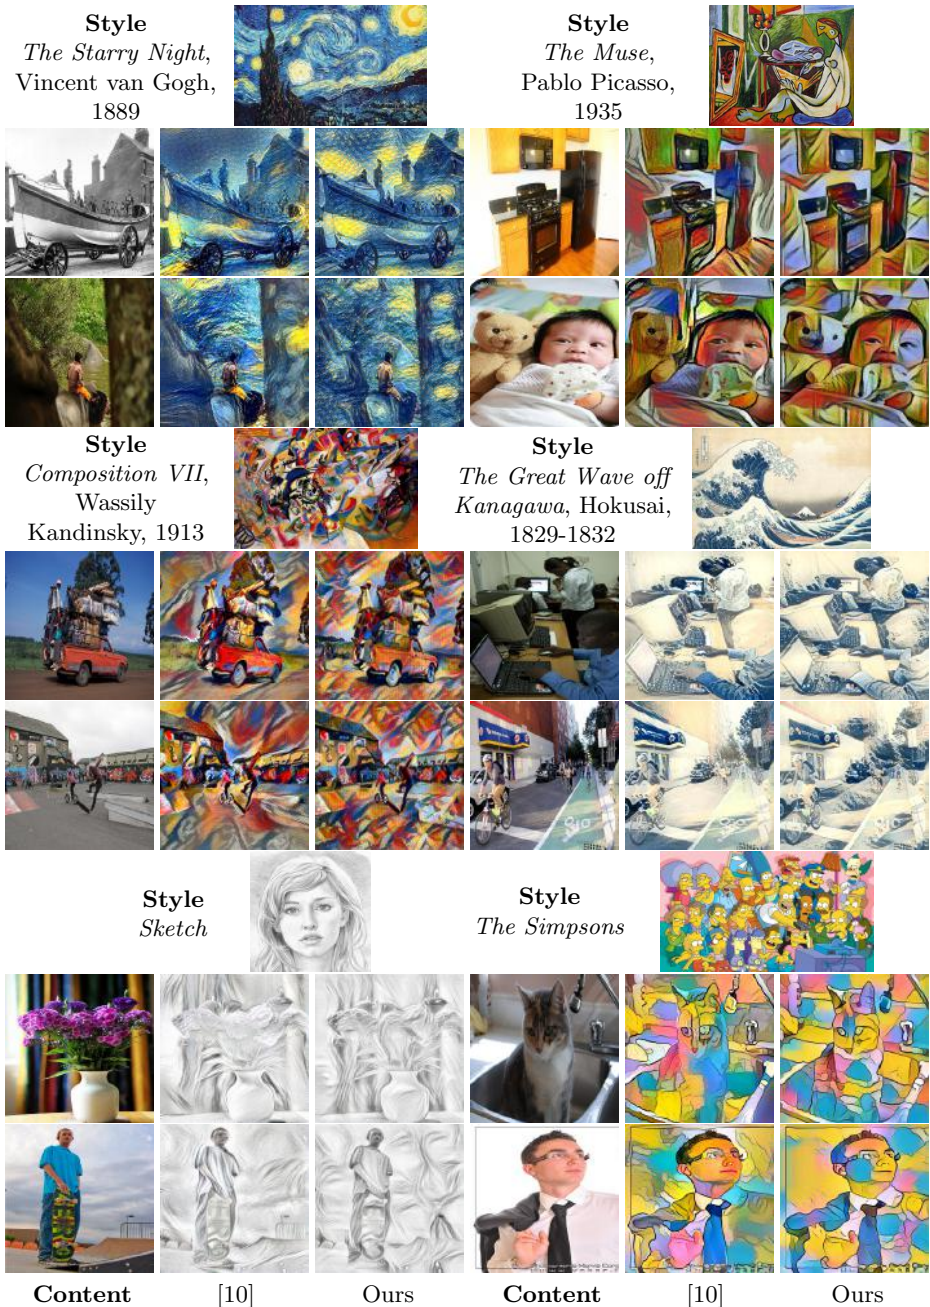 Style
The Starry Night,
Vincent van Gogh,
1889
Style
The Muse,
Pablo Picasso,
1935
Style
Composition VII,
Wassily
Kandinsky, 1913
Style
The Great Wave off
Kanagawa, Hokusai,
1829-1832
Style
Sketch
Style
The Simpsons
Content [10] Ours Content [10] Ours